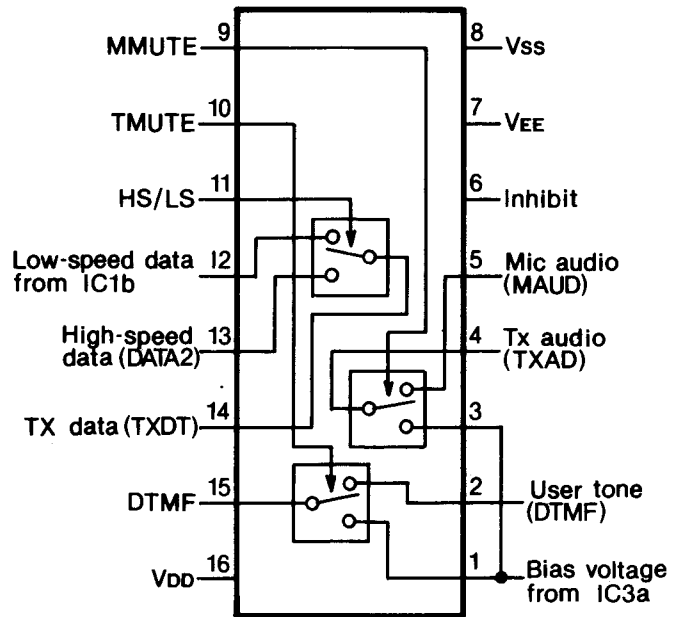 MMUTE 9
8 Vss
TMUTE 10
7 VEE
HS/LS 11
6 Inhibit
Low-speed data
from IC1b
12
5 Mic audio
(MAUD)
High-speed
data (DATA2)
13
4 Tx audio
(TXAD)
TX data (TXDT) 14
3
DTMF 15
2 User tone
(DTMF)
VDD 16
1 Bias voltage
from IC3a